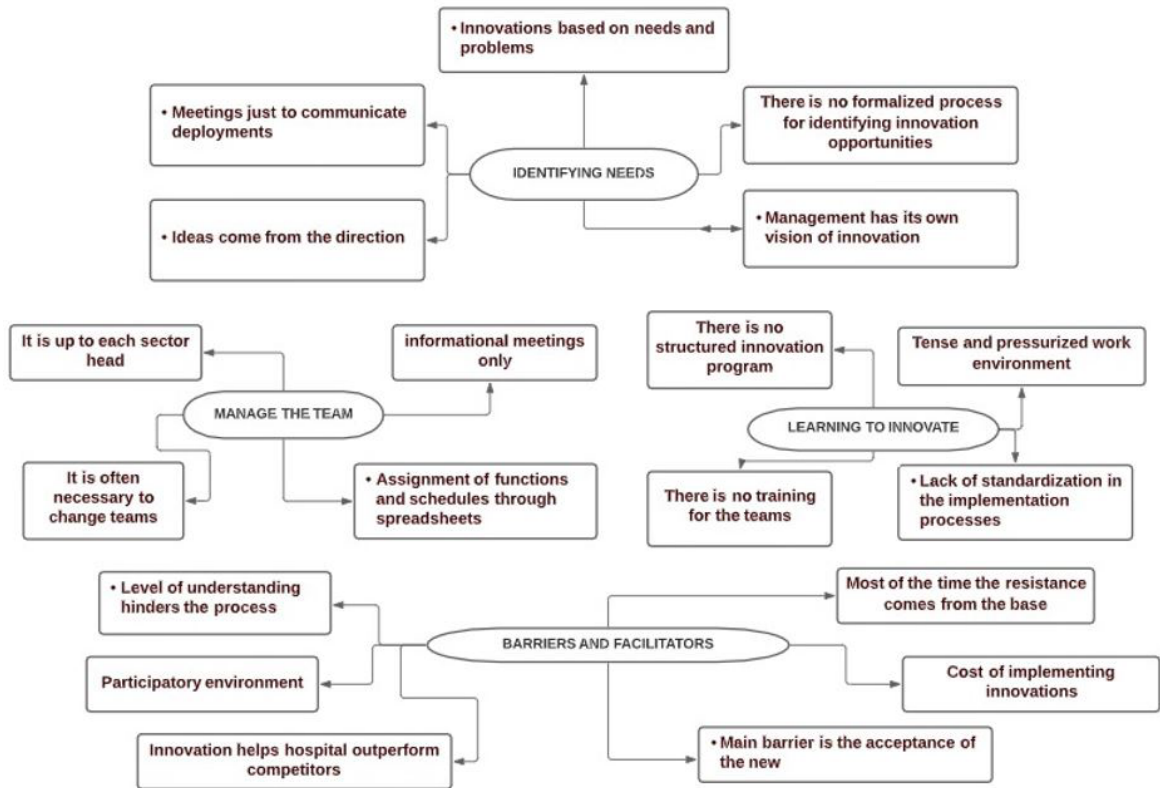 • Innovations based on needs and
problems
• Meetings just to communicate
deployments
There is no formalized process
for identifying innovation
opportunities
IDENTIFYING NEEDS
• Ideas come from the direction
• Management has its own
vision of innovation
It is up to each sector
head
informational meetings
only
MANAGE THE TEAM
It is often
necessary to
change teams
• Assignment of functions
and schedules through
spreadsheets
There is no
structured innovation
program
Tense and pressurized work
environment
LEARNING TO INNOVATE
There is no training
for the teams
• Lack of standardization in
the implementation
processes
• Level of understanding
hinders the process
Most of the time the resistance
comes from the base
BARRIERS AND FACILITATORS
Participatory environment
Cost of implementing
innovations
Innovation helps hospital outperform
competitors
• Main barrier is the acceptance of
the new